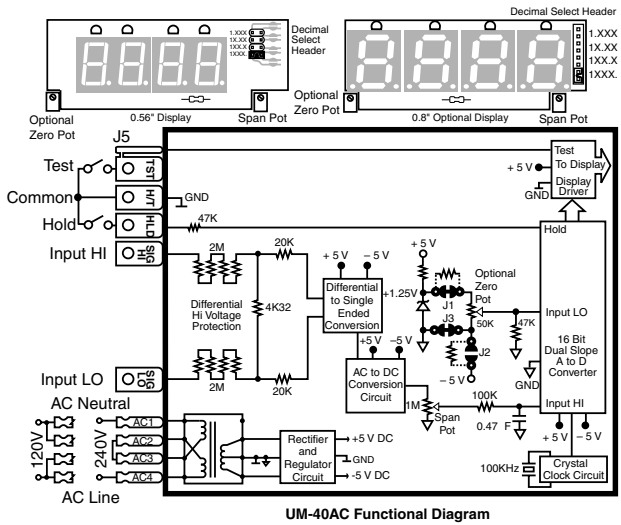 Decimal Select Header
1.XXX
1X.XX
1XX.X
1XXX.
Decimal
Select
Header
1.XXX
1X.XX
1XX.X
1XXX.
Optional
Zero Pot
0.56" Display
Span Pot
Optional
Zero Pot
0.8" Optional Display
Span Pot
J5
Test
TST
Common
H/T
GND
Hold
HLD
47K
Input HI
SIG
HI
2M
20K
Differential
Hi Voltage
Protection
4K32
2M
20K
Input LO
SIG
LO
+ 5 V
– 5 V
Differential
to Single
Ended
Conversion
+5V
–5V
AC to DC
Conversion
Circuit
+ 5 V
+1.25V
J1
J3
J2
Optional
Zero
Pot
50K
– 5 V
47K
1M
Span
Pot
100K
0.47 F
Test
To Display
+ 5 V
GND
Display
Driver
Hold
Input LO
16 Bit
Dual Slope
A to D
Converter
GND
Input HI
+ 5 V
– 5 V
100KHz
Crystal
Clock Circuit
AC Neutral
120V
240V
AC1
AC2
AC3
AC4
AC Line
Rectifier
and
Regulator
Circuit
+5 V DC
GND
-5 V DC
UM-40AC Functional Diagram